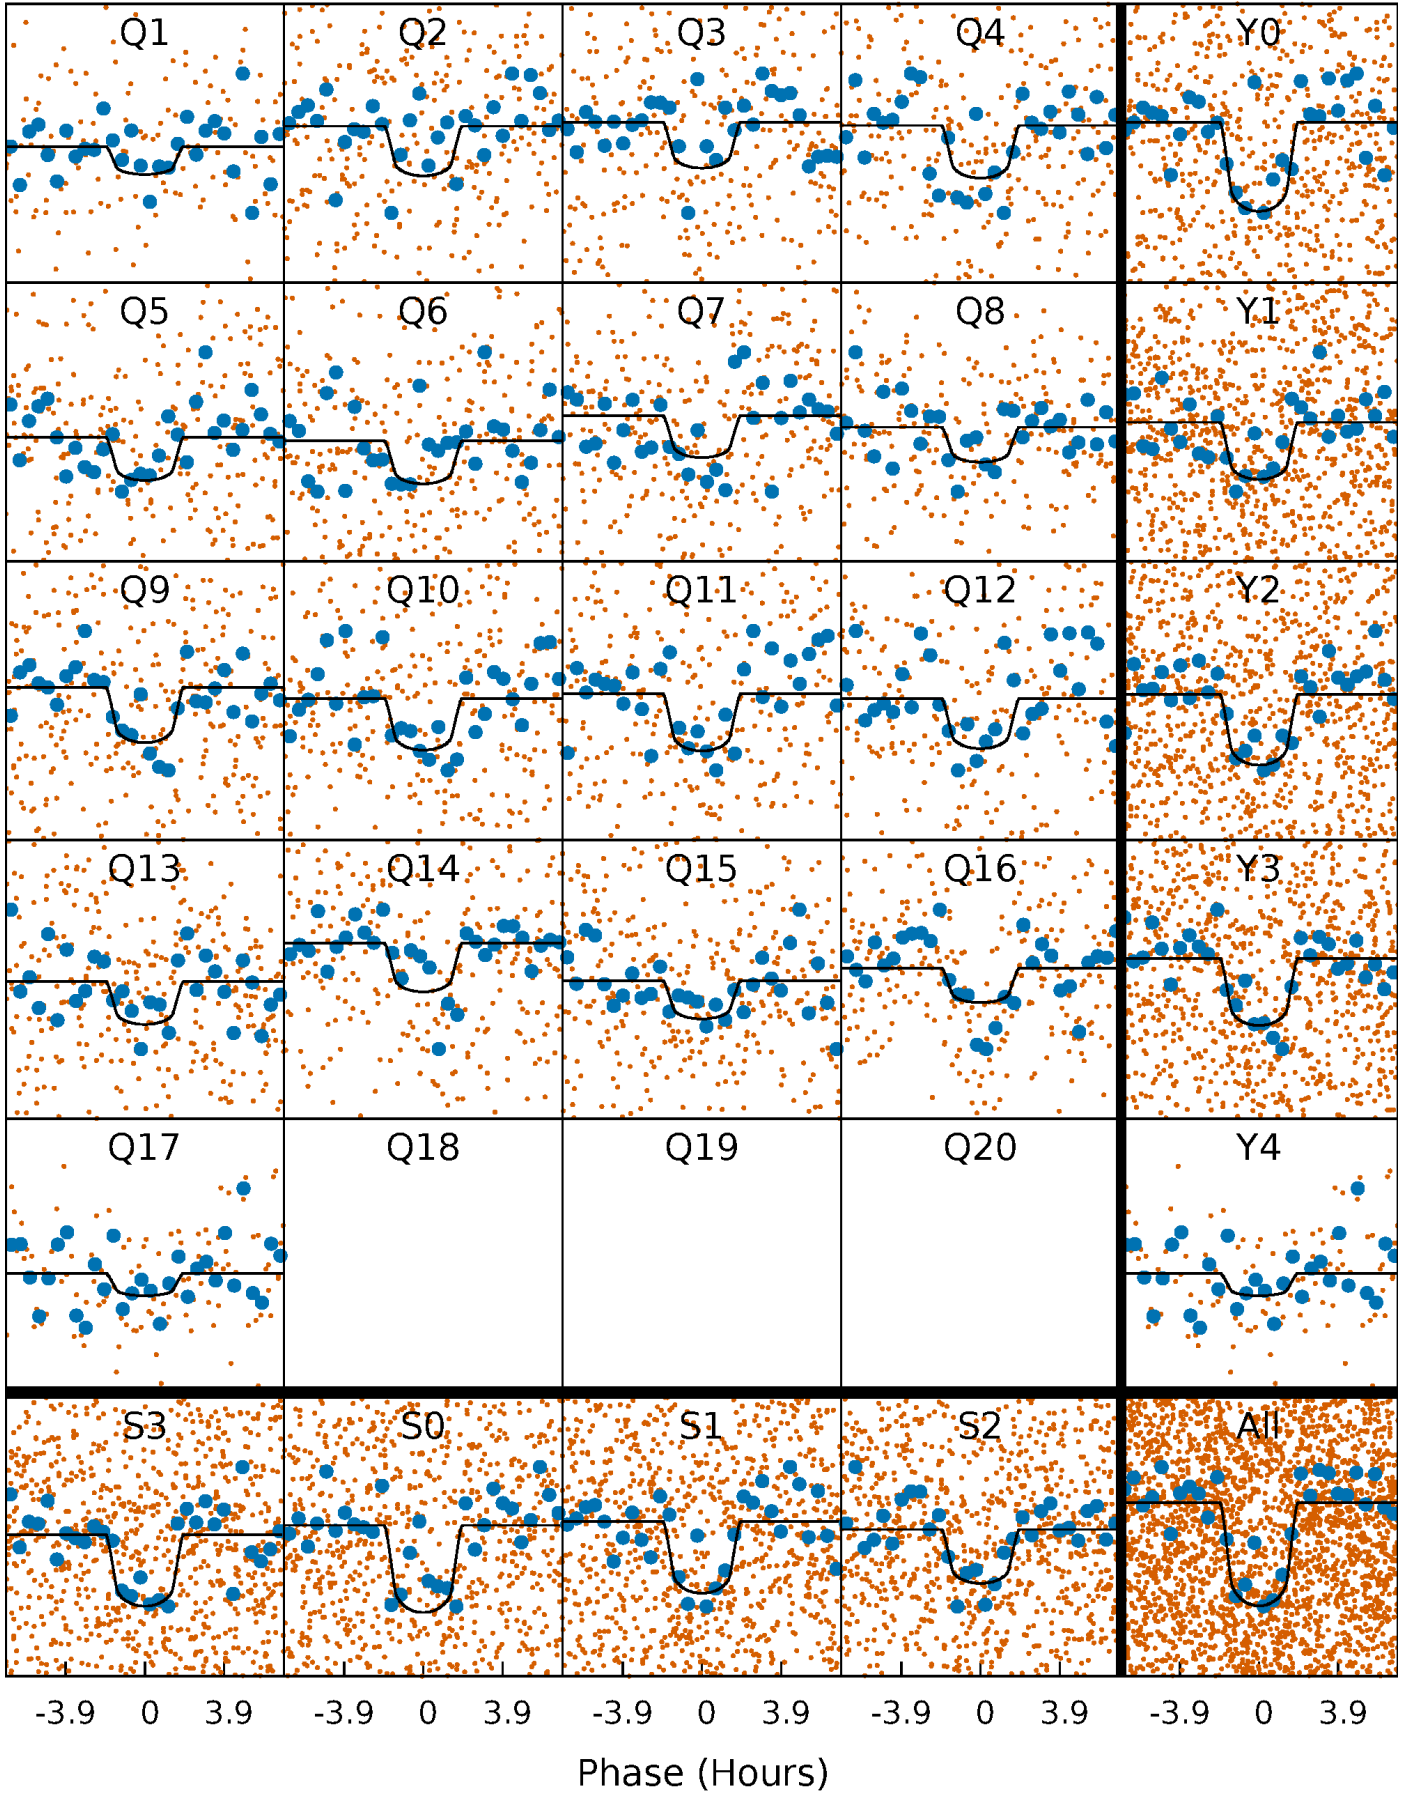 Q1 Q2 Q3 Q4 Y0
Q5 Q6 Q7 Q8 Y1
Q9 Q10 Q11 Q12 Y2
Q13 Q14 Q15 Q16 Y3
Q17 Q18 Q19 Q20 Y4
S3 S0 S1 S2 All
-3.9 0 3.9 -3.9 0 3.9 -3.9 0 3.9 -3.9 0 3.9 -3.9 0 3.9
Phase (Hours)